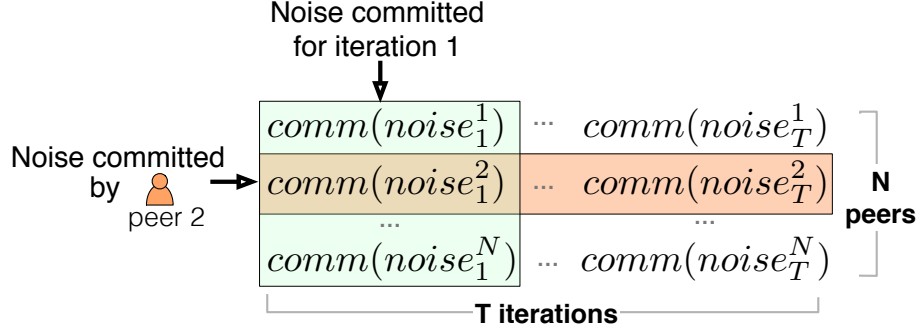 Noise committed
for iteration 1
comm(noise_1^1) ... comm(noise_T^1)
Noise committed
by
peer 2
comm(noise_1^2) ... comm(noise_T^2)
... ...
comm(noise_1^N) ... comm(noise_T^N)
N
peers
T iterations